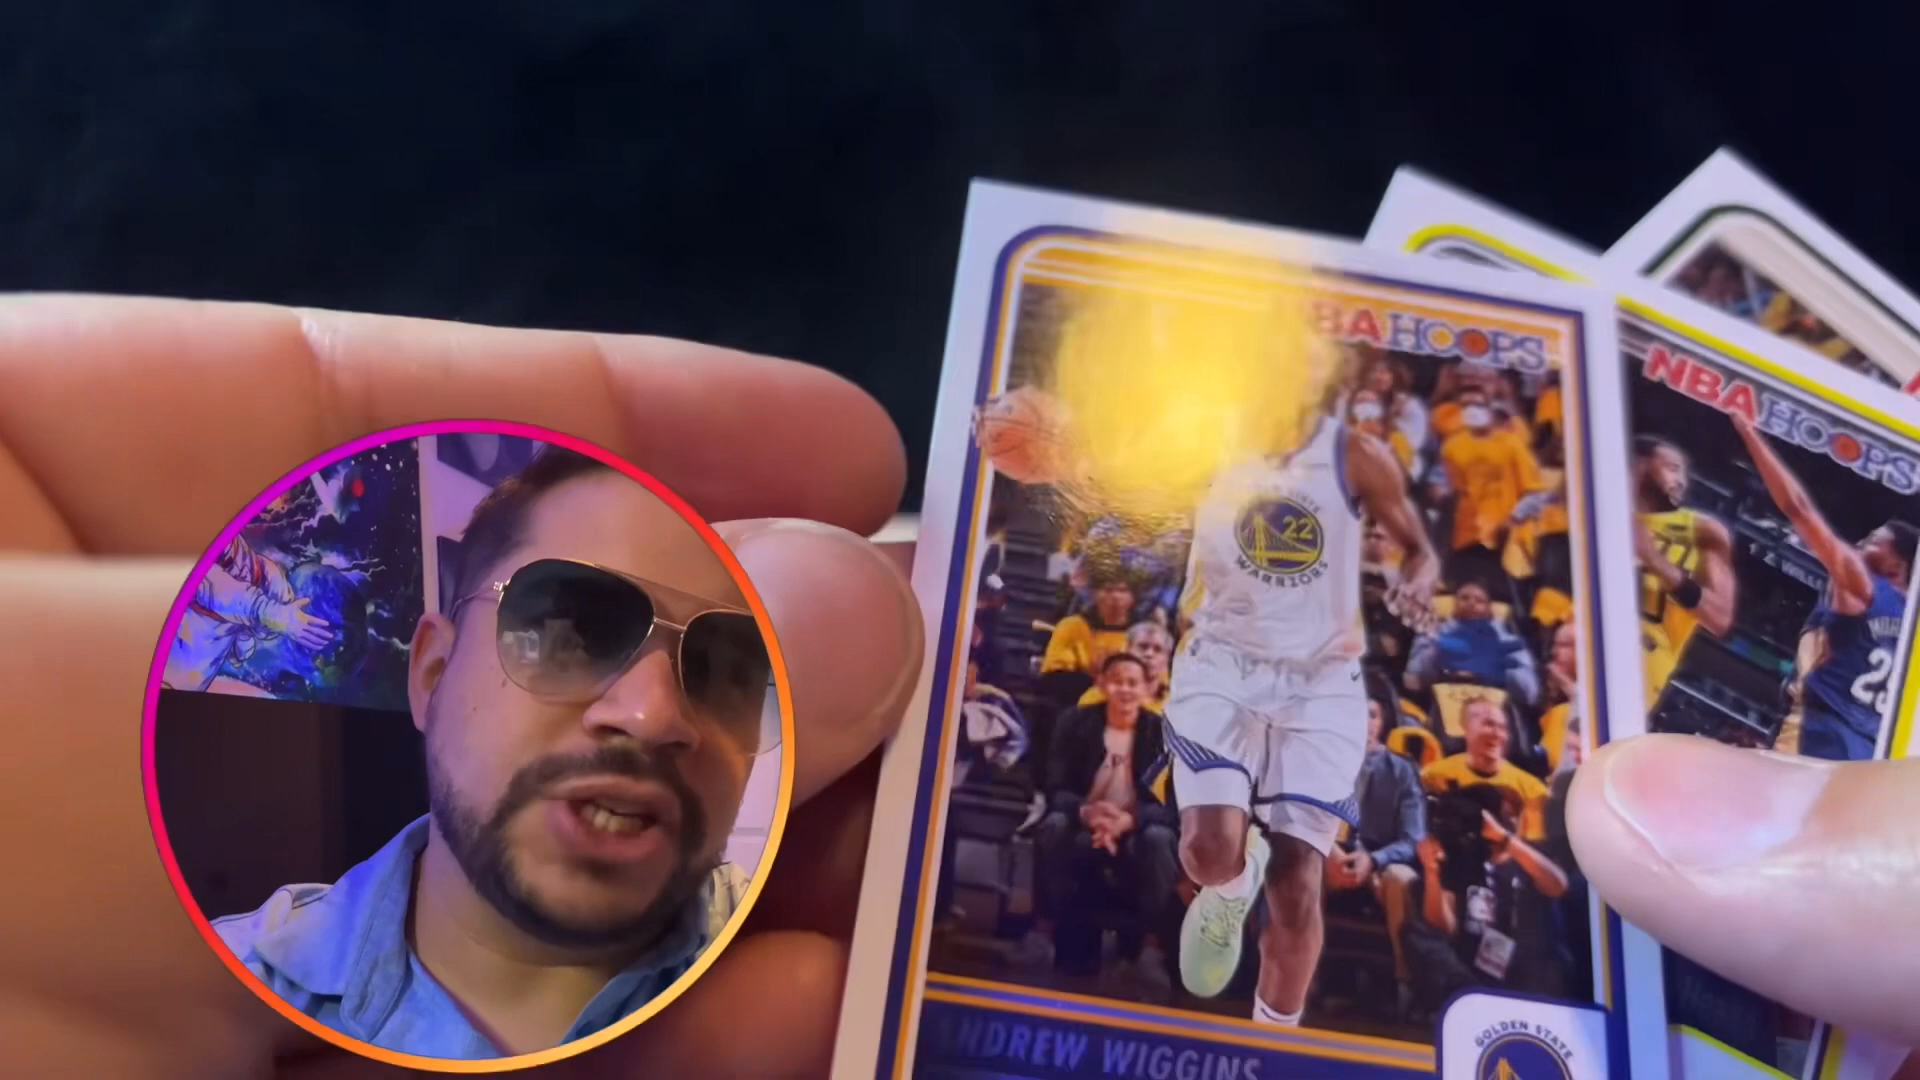 NBA HOOPS
22
WARRIORS
ANDREW WIGGINS
GOLDEN STATE
NBA HOOPS